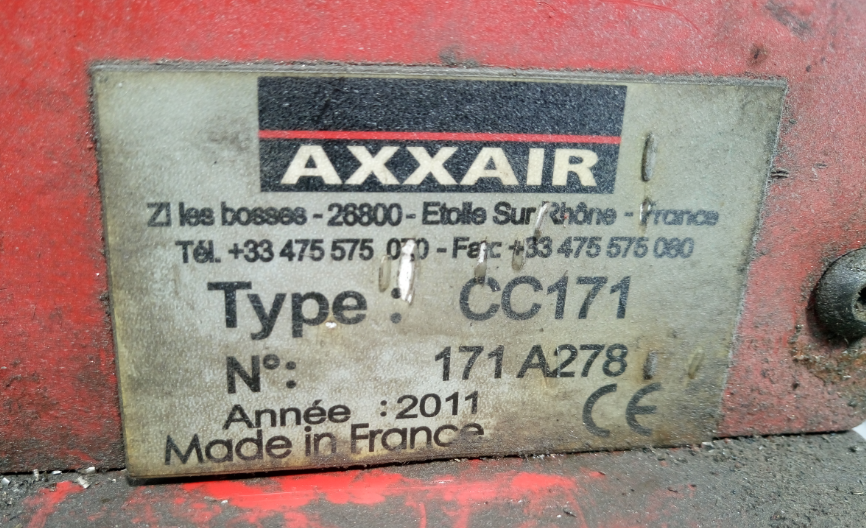 AXXAIR
ZI les bosses - 26800 - Etoile Sur Rhône - France
Tél. +33 475 575 070 - Fax: +33 475 575 080
Type : CC171
N°: 171 A278
Année : 2011
CE
Made in France